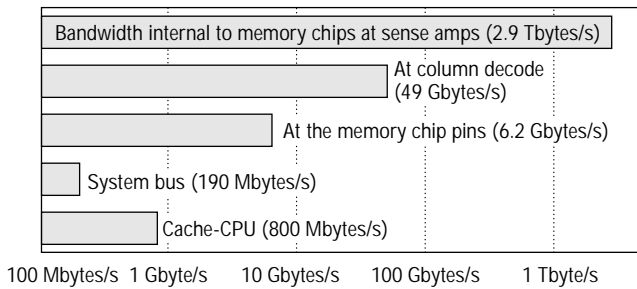 Bandwidth internal to memory chips at sense amps (2.9 Tbytes/s)
At column decode
(49 Gbytes/s)
At the memory chip pins (6.2 Gbytes/s)
System bus (190 Mbytes/s)
Cache-CPU (800 Mbytes/s)
100 Mbytes/s 1 Gbyte/s 10 Gbytes/s 100 Gbytes/s 1 Tbyte/s